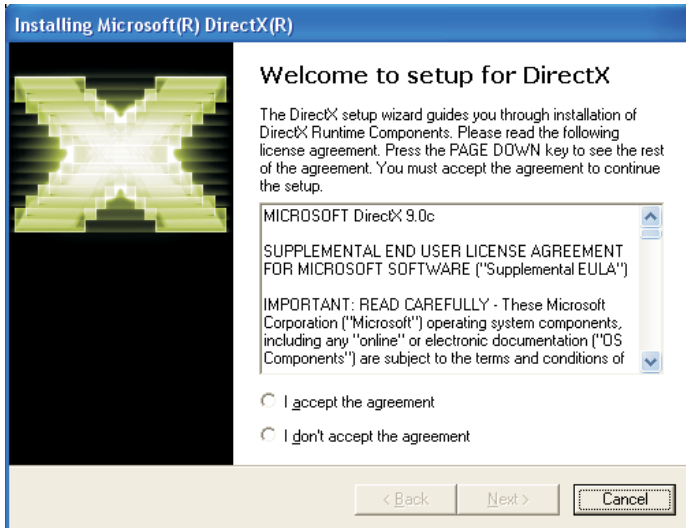 Installing Microsoft(R) DirectX(R)
Welcome to setup for DirectX
The DirectX setup wizard guides you through installation of
DirectX Runtime Components. Please read the following
license agreement. Press the PAGE DOWN key to see the rest
of the agreement. You must accept the agreement to continue
the setup.
MICROSOFT DirectX 9.0c
SUPPLEMENTAL END USER LICENSE AGREEMENT
FOR MICROSOFT SOFTWARE ("Supplemental EULA")
IMPORTANT: READ CAREFULLY - These Microsoft
Corporation ("Microsoft") operating system components,
including any "online" or electronic documentation ("OS
Components") are subject to the terms and conditions of
I accept the agreement
I don't accept the agreement
< Back Next > Cancel